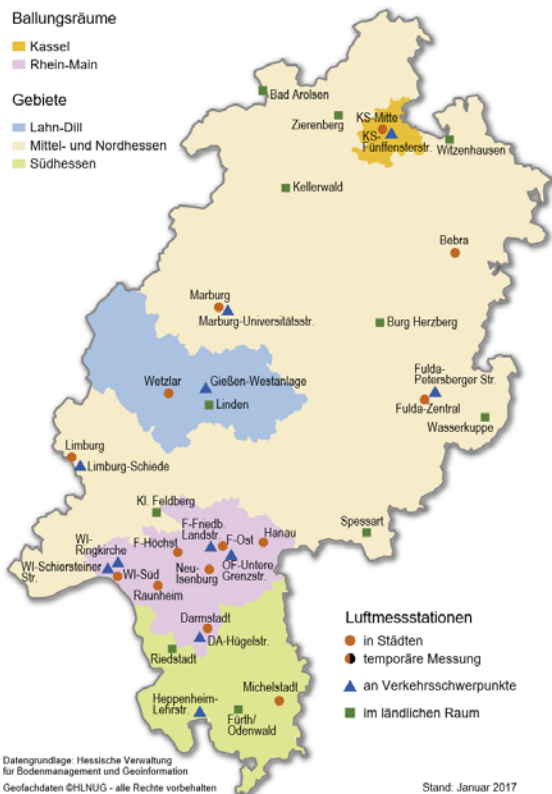 Ballungsräume
Kassel
Rhein-Main
Gebiete
Lahn-Dill
Mittel- und Nordhessen
Südhessen
Bad Arolsen
Zierenberg
KS-Mitte
KS-
Fünffensterstr.
Witzenhausen
Kellerwald
Bebra
Marburg
Marburg-Universitätsstr.
Burg Herzberg
Wetzlar
Gießen-Westanlage
Linden
Fulda-
Petersberger Str.
Fulda-Zentral
Wasserkuppe
Limburg
Limburg-Schiede
Kl. Feldberg
Spessart
F-Friedb.
Landstr.
F-Höchst
F-Ost
Hanau
WI-
Ringkirche
WI-Schiersteiner
Str.
WI-Süd
Raunheim
Neu-
Isenburg
OF-Untere
Grenzstr.
Darmstadt
DA-Hügelstr.
Riedstadt
Heppenheim-
Lehrstr.
Fürth/
Odenwald
Michelstadt
Luftmessstationen
in Städten
temporäre Messung
an Verkehrsschwerpunkte
im ländlichen Raum
Datengrundlage: Hessische Verwaltung
für Bodenmanagement und Geoinformation
Geofachdaten ©HLNUG - alle Rechte vorbehalten
Stand: Januar 2017